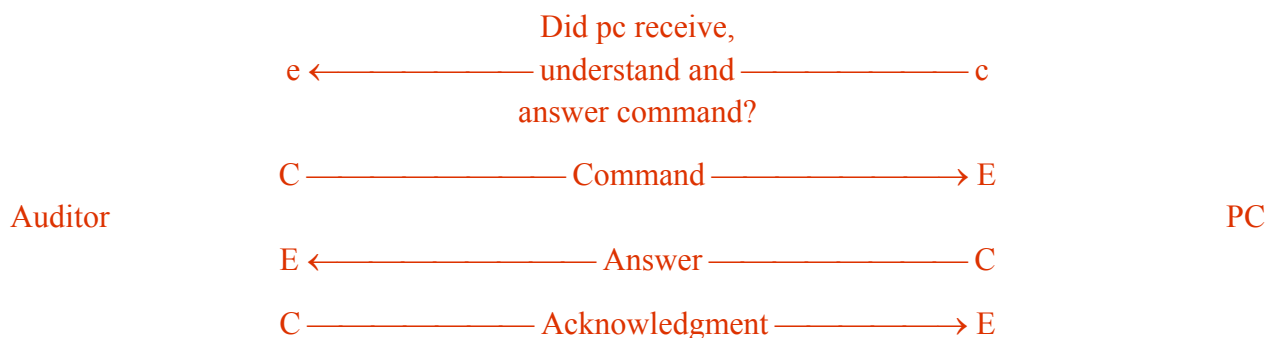 Did pc receive,
e ← understand and c
answer command?
C Command → E
Auditor PC
E ← Answer C
C Acknowledgment → E